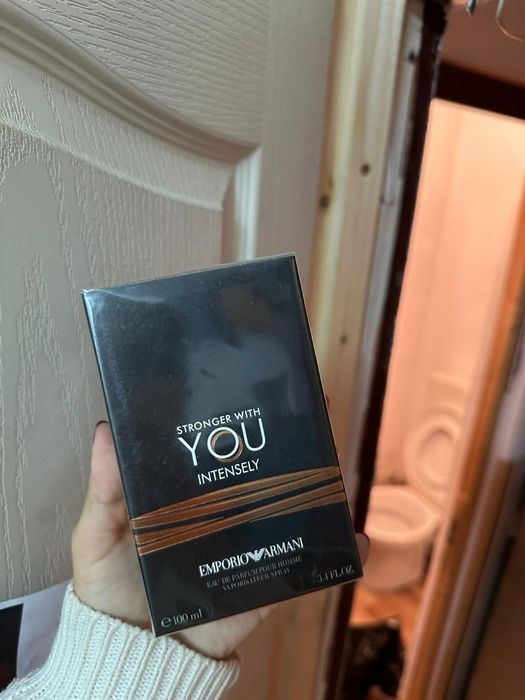 STRONGER WITH
YOU
INTENSELY
EMPORIO ARMANI
EAU DE PARFUM POUR HOMME
VAPORISATEUR SPRAY
e 100 ml
3.4 FL.OZ.